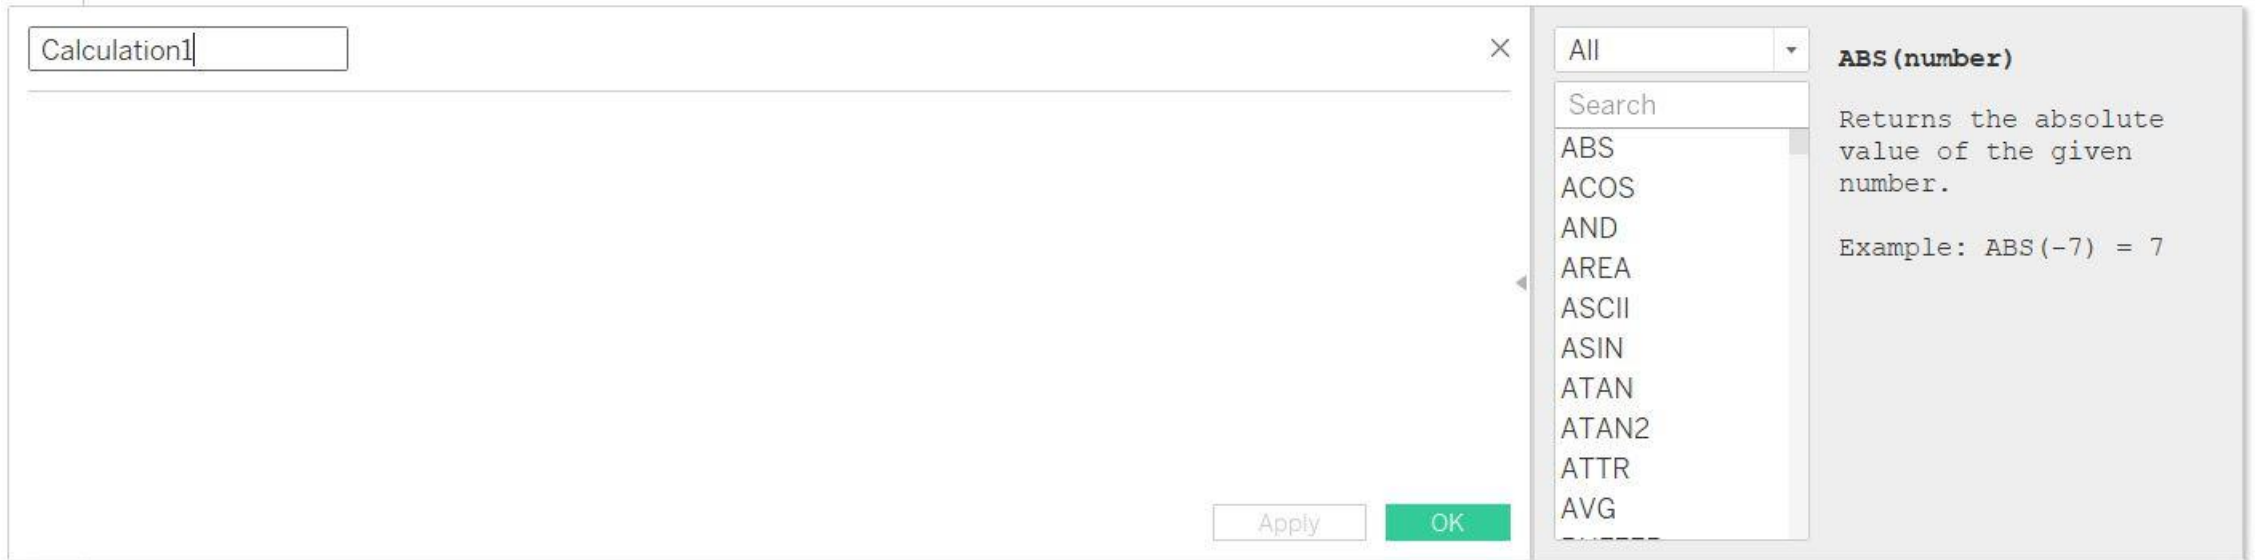 Calculation1
Apply
OK
All
Search
ABS
ACOS
AND
AREA
ASCII
ASIN
ATAN
ATAN2
ATTR
AVG
ABS(number)
Returns the absolute
value of the given
number.
Example: ABS(-7) = 7